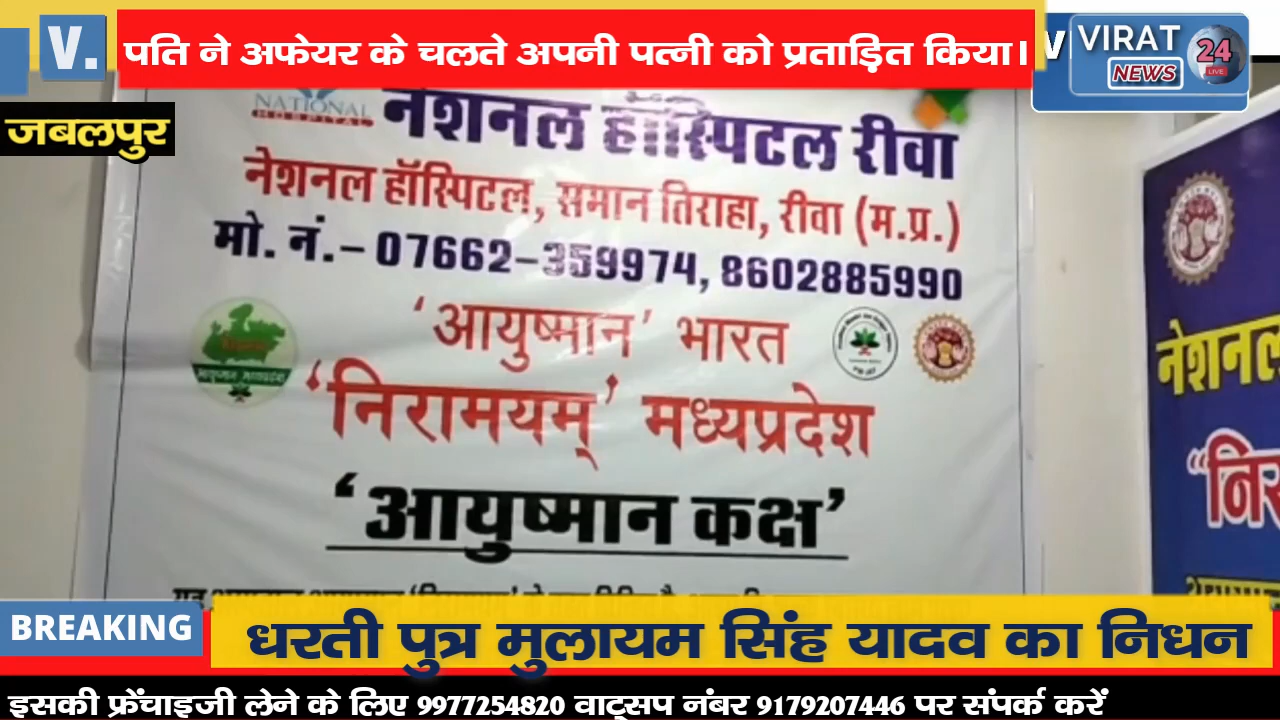 V. पति ने अफेयर के चलते अपनी पत्नी को प्रताड़ित किया।
VIRAT
24
LIVE
NEWS
जबलपुर
NATIONAL
HOSPITAL
नेशनल हॉस्पिटल रीवा
नेशनल हॉस्पिटल, समान तिराहा, रीवा (म.प्र.)
मो. नं.– 07662-359974, 8602885990
‘आयुष्मान’ भारत
‘निरामयम्’ मध्यप्रदेश
‘आयुष्मान कक्ष’
नेशनल
BREAKING
धरती पुत्र मुलायम सिंह यादव का निधन
इसकी फ्रेंचाइजी लेने के लिए 9977254820 वाट्सप नंबर 9179207446 पर संपर्क करें